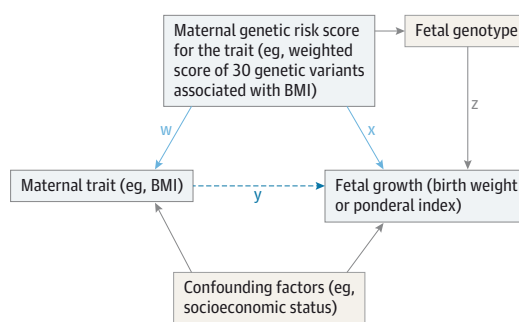 Maternal genetic risk score
for the trait (eg, weighted
score of 30 genetic variants
associated with BMI)
Fetal genotype
w
x
z
Maternal trait (eg, BMI)
y
Fetal growth (birth weight
or ponderal index)
Confounding factors (eg,
socioeconomic status)